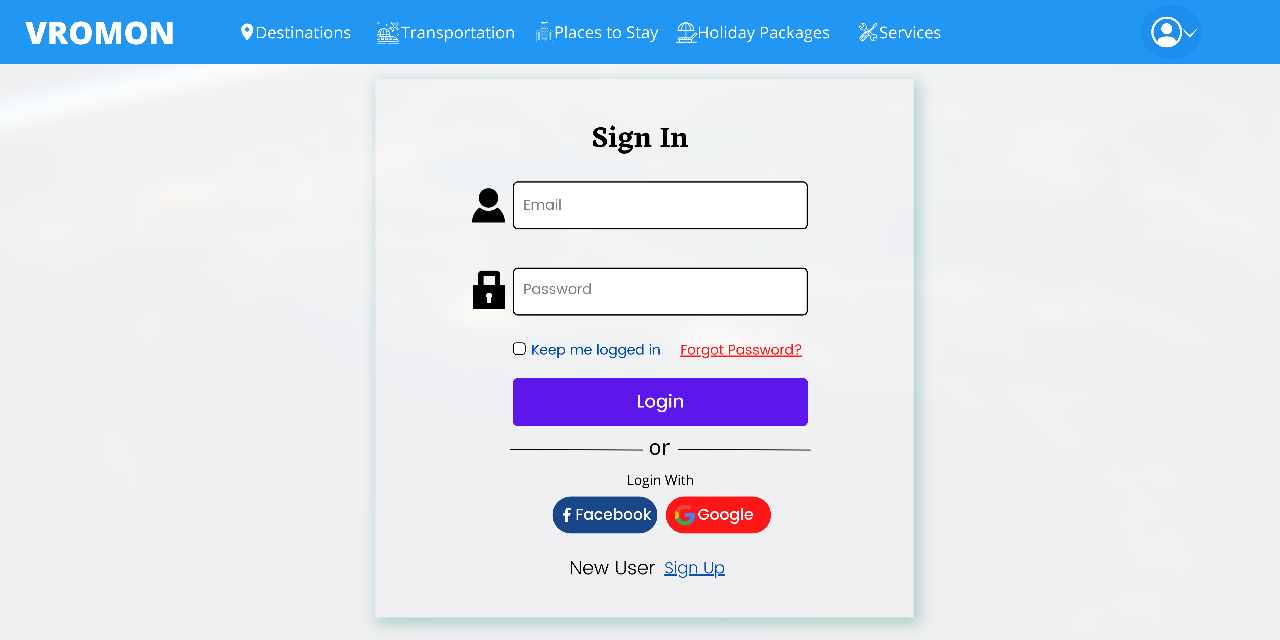 VROMON Destinations Transportation Places to Stay Holiday Packages Services
Sign In
Email
Password
Keep me logged in Forgot Password?
Login
or
Login With
Facebook Google
New User Sign Up